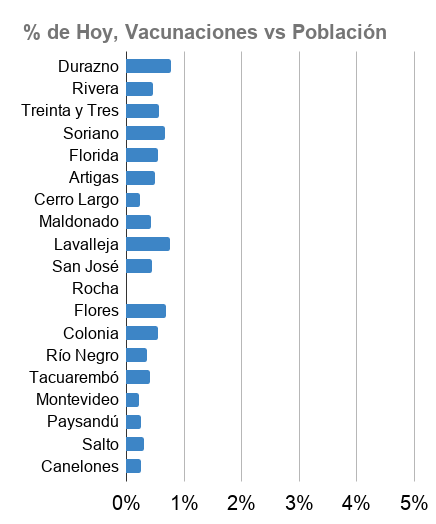 % de Hoy, Vacunaciones vs Población
Durazno
Rivera
Treinta y Tres
Soriano
Florida
Artigas
Cerro Largo
Maldonado
Lavalleja
San José
Rocha
Flores
Colonia
Río Negro
Tacuarembó
Montevideo
Paysandú
Salto
Canelones
0% 1% 2% 3% 4% 5%